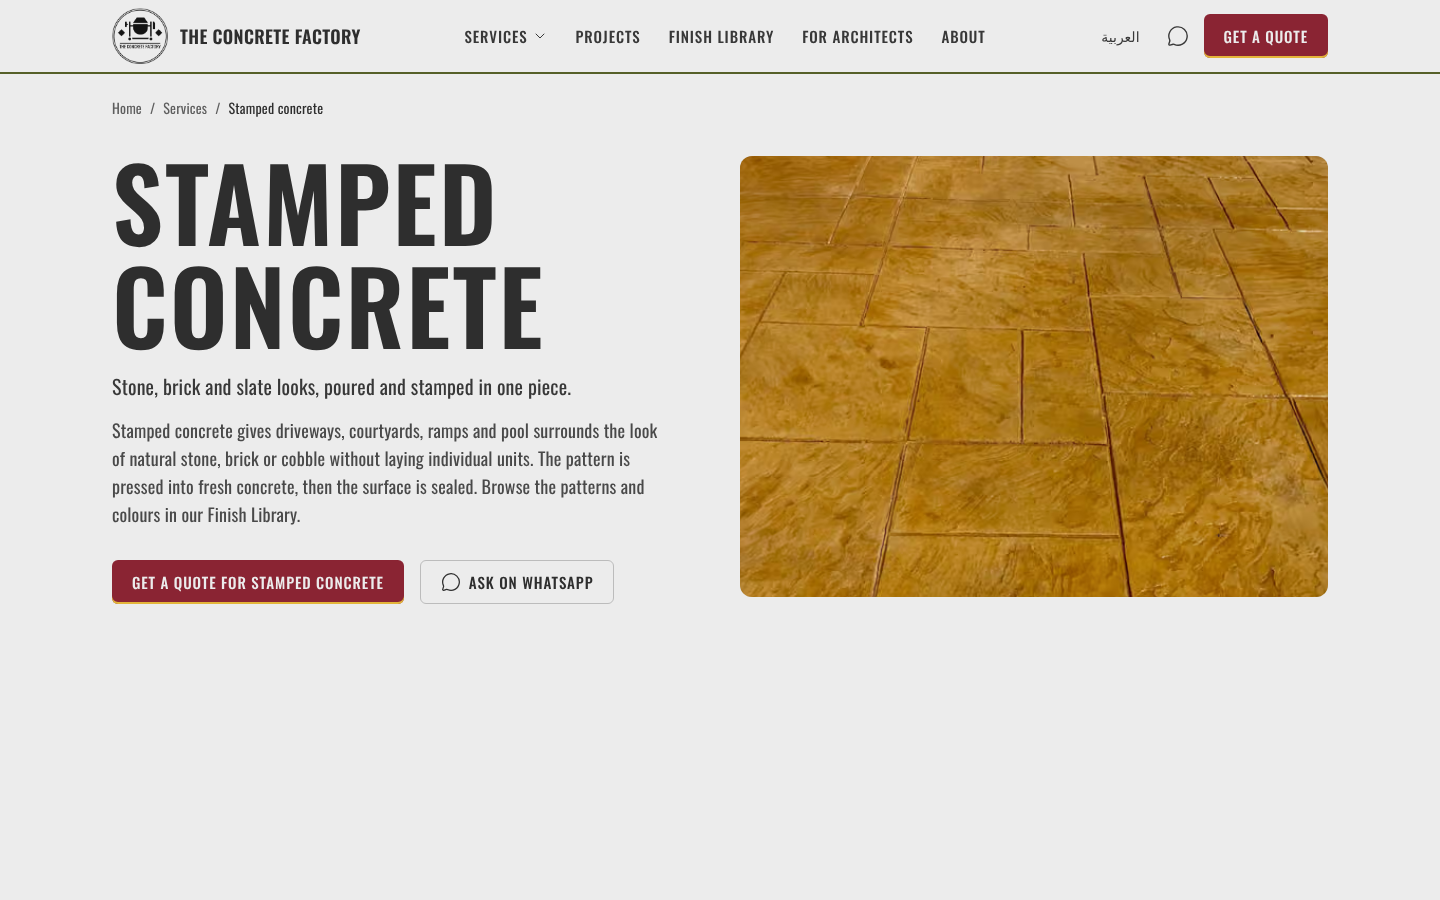 THE CONCRETE FACTORY
THE CONCRETE FACTORY
SERVICES
PROJECTS
FINISH LIBRARY
FOR ARCHITECTS
ABOUT
العربية
GET A QUOTE
Home / Services / Stamped concrete
STAMPED
CONCRETE
Stone, brick and slate looks, poured and stamped in one piece.
Stamped concrete gives driveways, courtyards, ramps and pool surrounds the look
of natural stone, brick or cobble without laying individual units. The pattern is
pressed into fresh concrete, then the surface is sealed. Browse the patterns and
colours in our Finish Library.
GET A QUOTE FOR STAMPED CONCRETE
ASK ON WHATSAPP